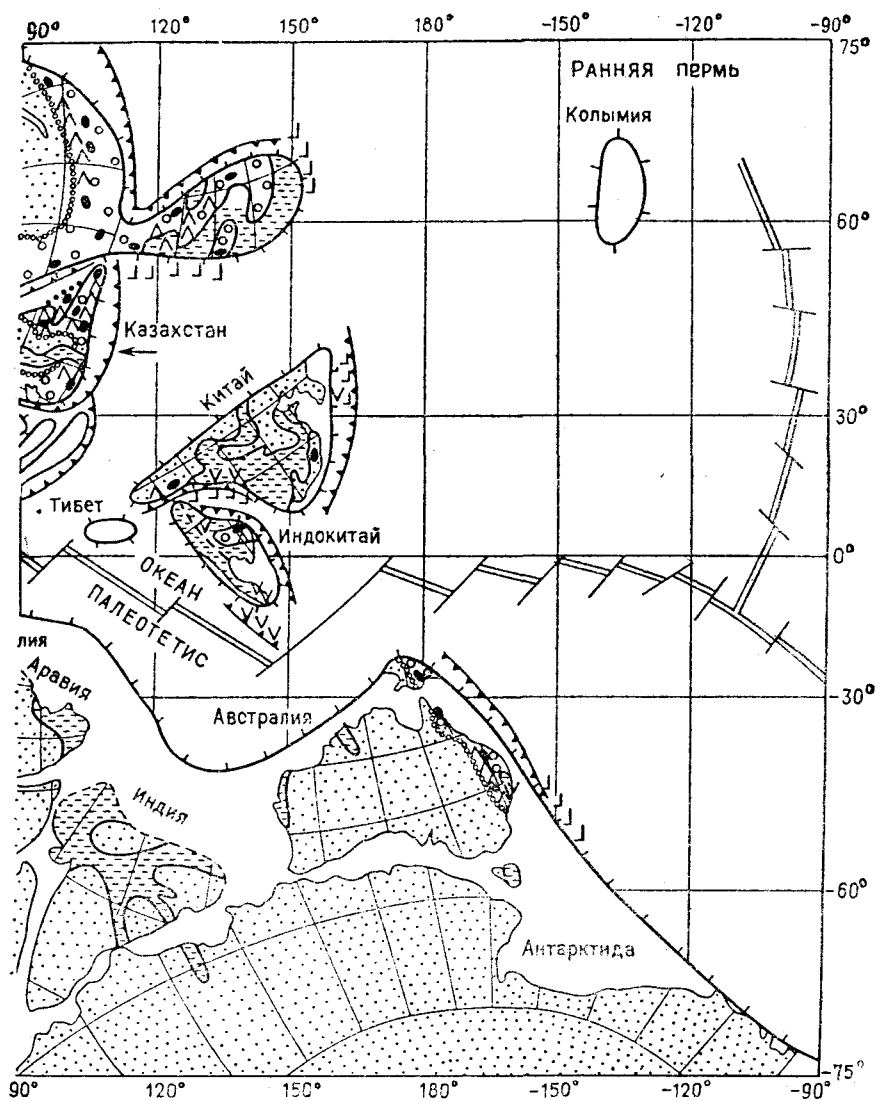 90° 120° 150° 180° -150° -120° -90°
75°
Ранняя пермь
Колымия
60°
Казахстан
Китай
30°
Тибет
Индокитай
0°
ОКЕАН
ПАЛЕОТЕТИС
лия
Аравия
-30°
Австралия
Индия
-60°
Антарктида
-75°
90° 120° 150° 180° -150° -120° -90°